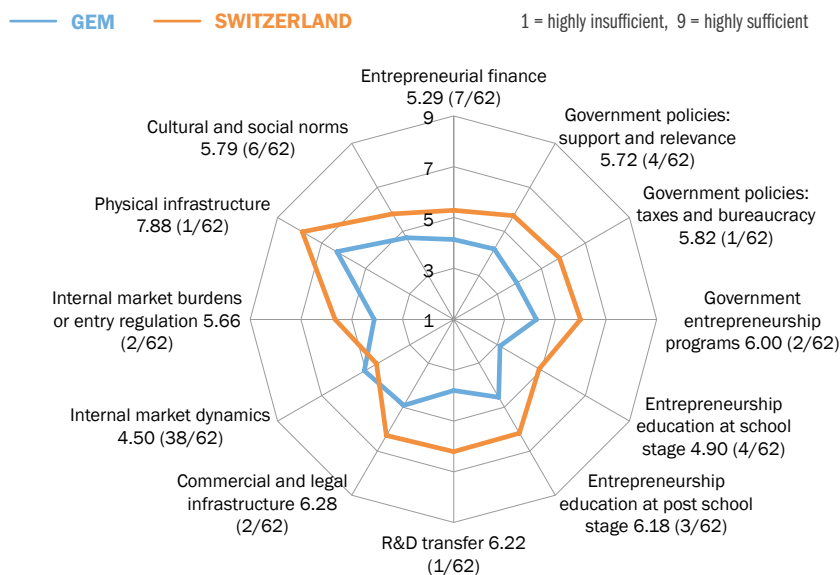 GEM SWITZERLAND 1 = highly insufficient, 9 = highly sufficient
Entrepreneurial finance
5.29 (7/62)
Government policies:
support and relevance
5.72 (4/62)
Government policies:
taxes and bureaucracy
5.82 (1/62)
Government
entrepreneurship
programs 6.00 (2/62)
Entrepreneurship
education at school
stage 4.90 (4/62)
Entrepreneurship
education at post school
stage 6.18 (3/62)
R&D transfer 6.22
(1/62)
Commercial and legal
infrastructure 6.28
(2/62)
Internal market dynamics
4.50 (38/62)
Internal market burdens
or entry regulation 5.66
(2/62)
Physical infrastructure
7.88 (1/62)
Cultural and social norms
5.79 (6/62)
9
7
5
3
1